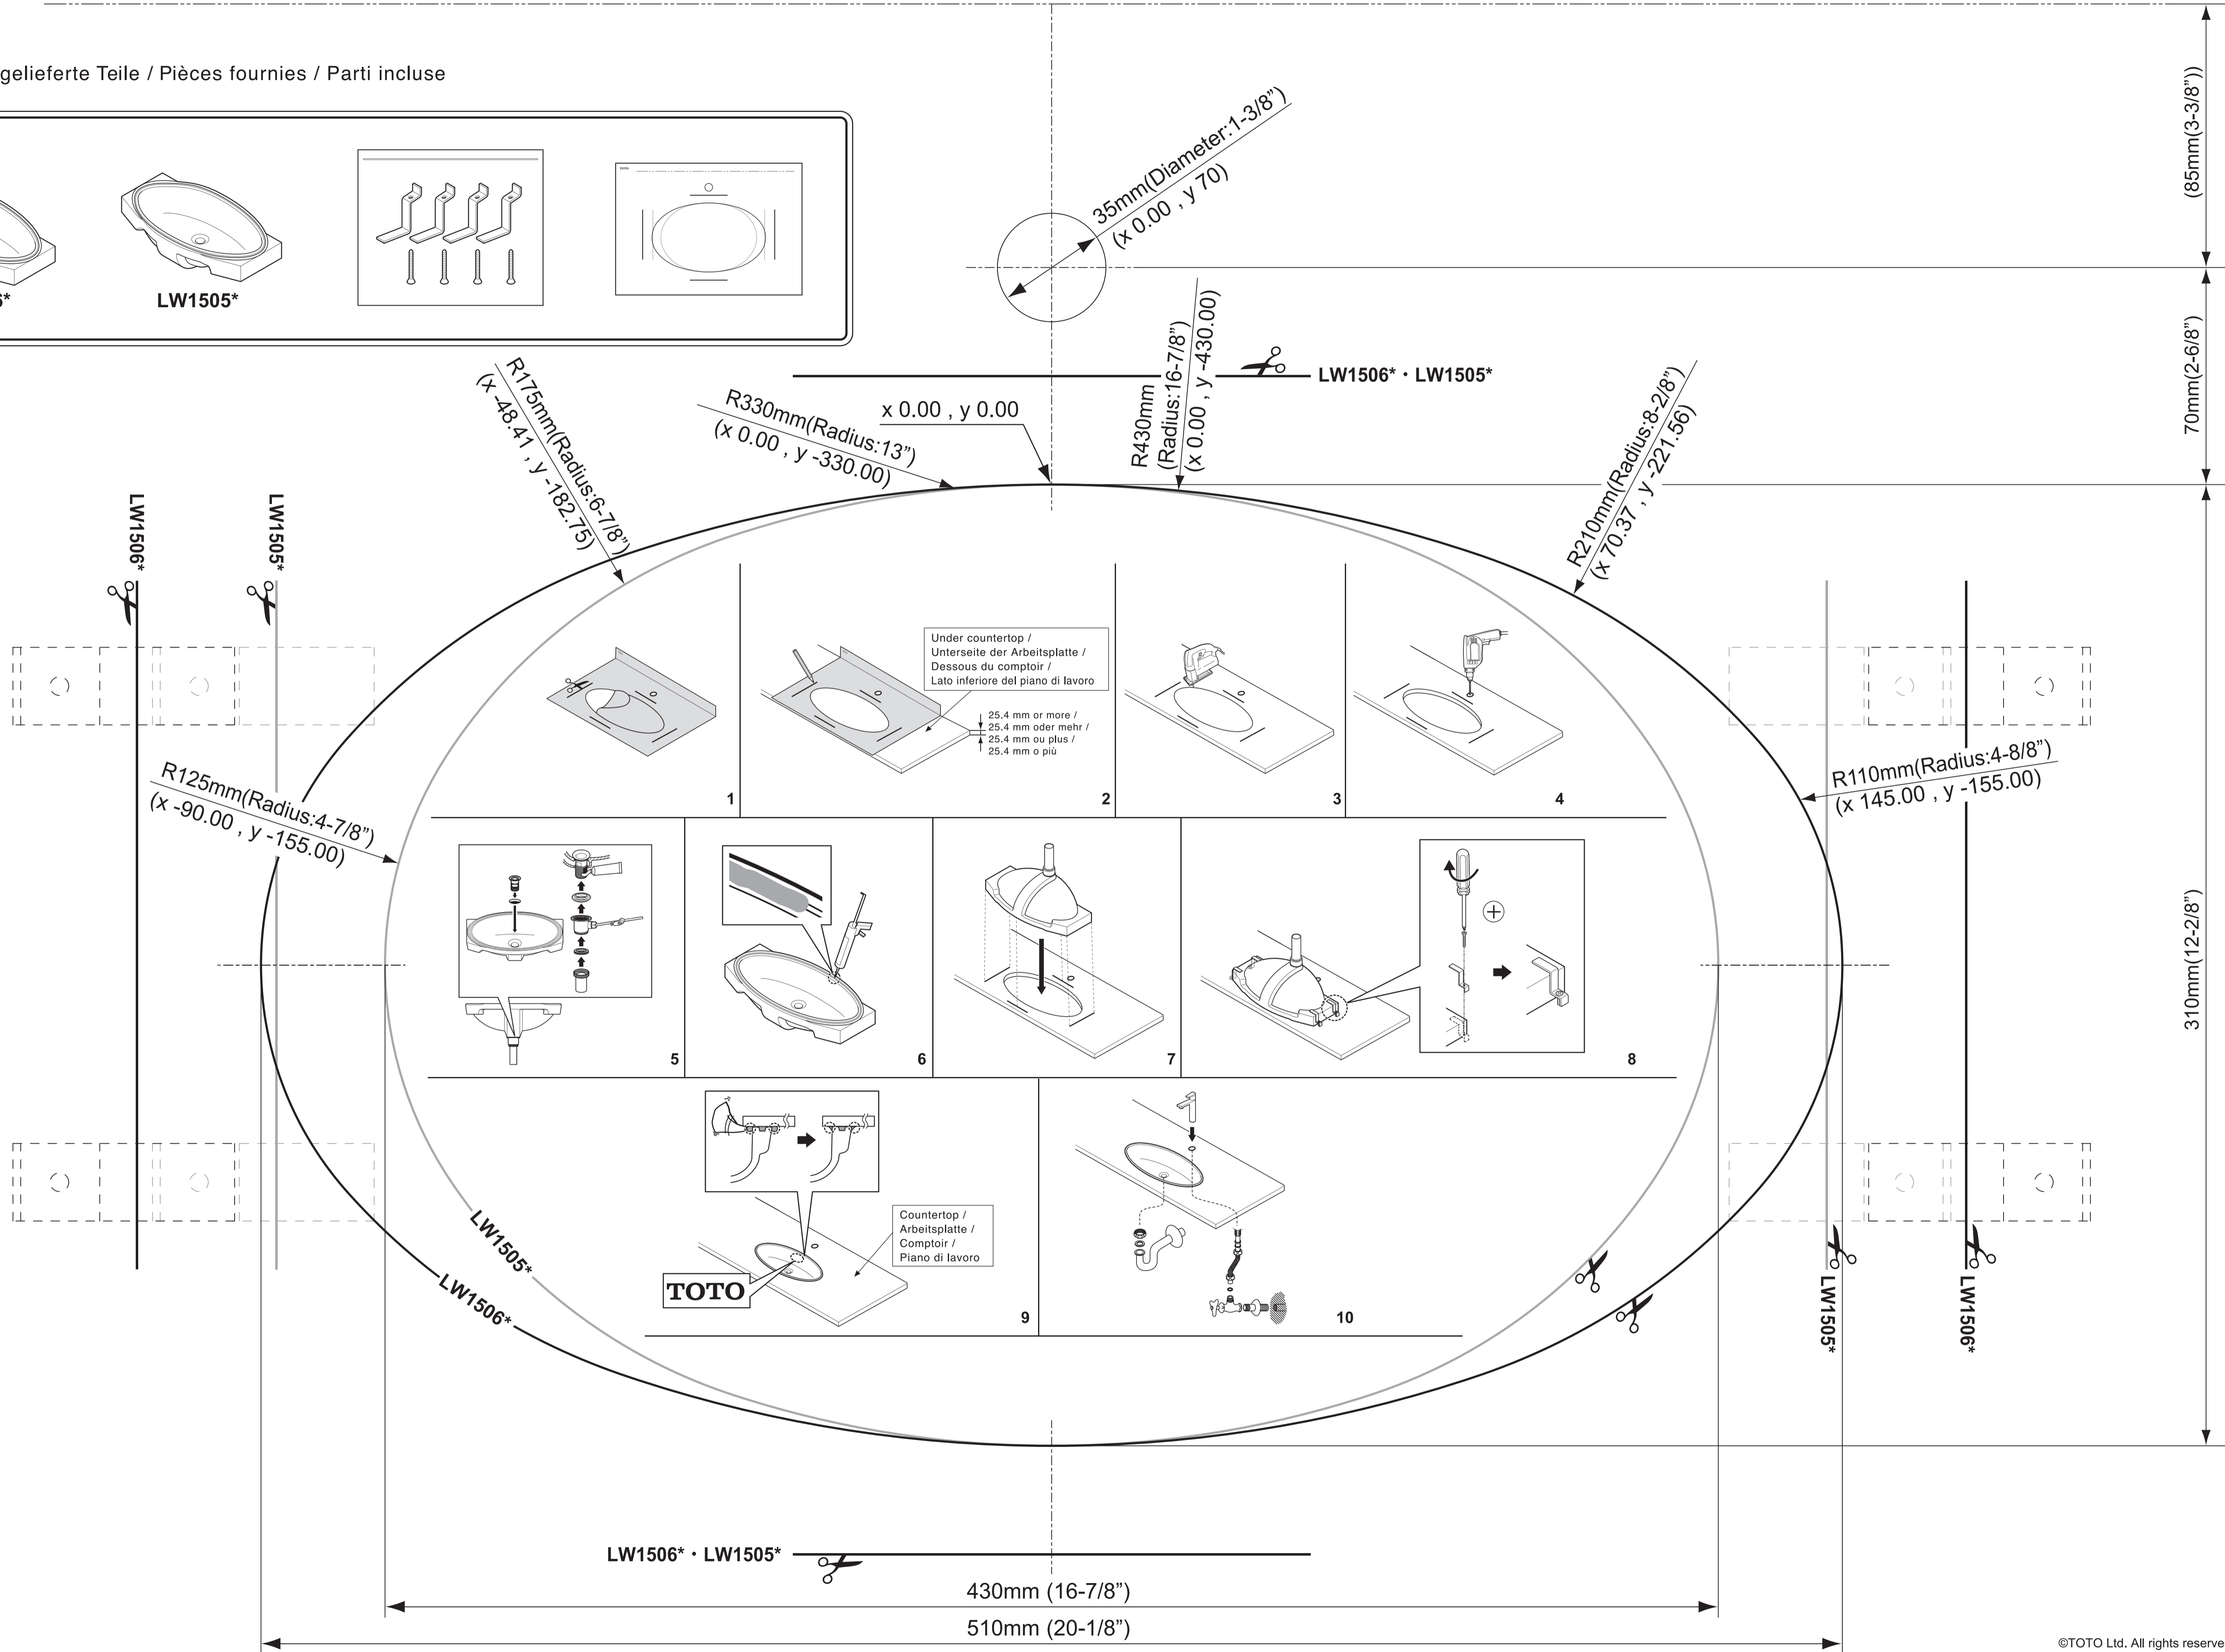 gelieferte Teile / Pièces fournies / Parti incluse
LW1505*
35mm(Diameter:1-3/8”)
(x 0.00 , y 70)
(85mm(3-3/8”))
70mm(2-6/8”)
310mm(12-2/8”)
LW1506*・LW1505*
R175mm(Radius:6-7/8”)
(x -48.41 , y -182.75)
R330mm(Radius:13”)
(x 0.00 , y -330.00)
x 0.00 , y 0.00
R430mm
(Radius:16-7/8”)
(x 0.00 , y -430.00)
R210mm(Radius:8-2/8”)
(x 70.37 , y -221.56)
LW1506*
LW1505*
Under countertop /
Unterseite der Arbeitsplatte /
Dessous du comptoir /
Lato inferiore del piano di lavoro
25.4 mm or more /
25.4 mm oder mehr /
25.4 mm ou plus /
25.4 mm o più
1
2
3
4
R125mm(Radius:4-7/8”)
(x -90.00 , y -155.00)
R110mm(Radius:4-8/8”)
(x 145.00 , y -155.00)
5
6
7
8
Countertop /
Arbeitsplatte /
Comptoir /
Piano di lavoro
TOTO
9
10
LW1505*
LW1506*
LW1505*
LW1506*
LW1506*・LW1505*
430mm (16-7/8”)
510mm (20-1/8”)
©TOTO Ltd. All rights reserve